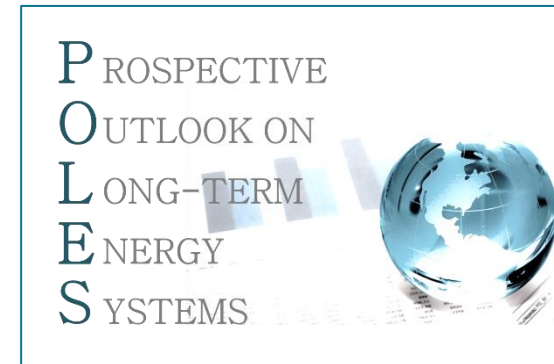 PROSPECTIVE
OUTLOOK ON
LONG-TERM
ENERGY
SYSTEMS